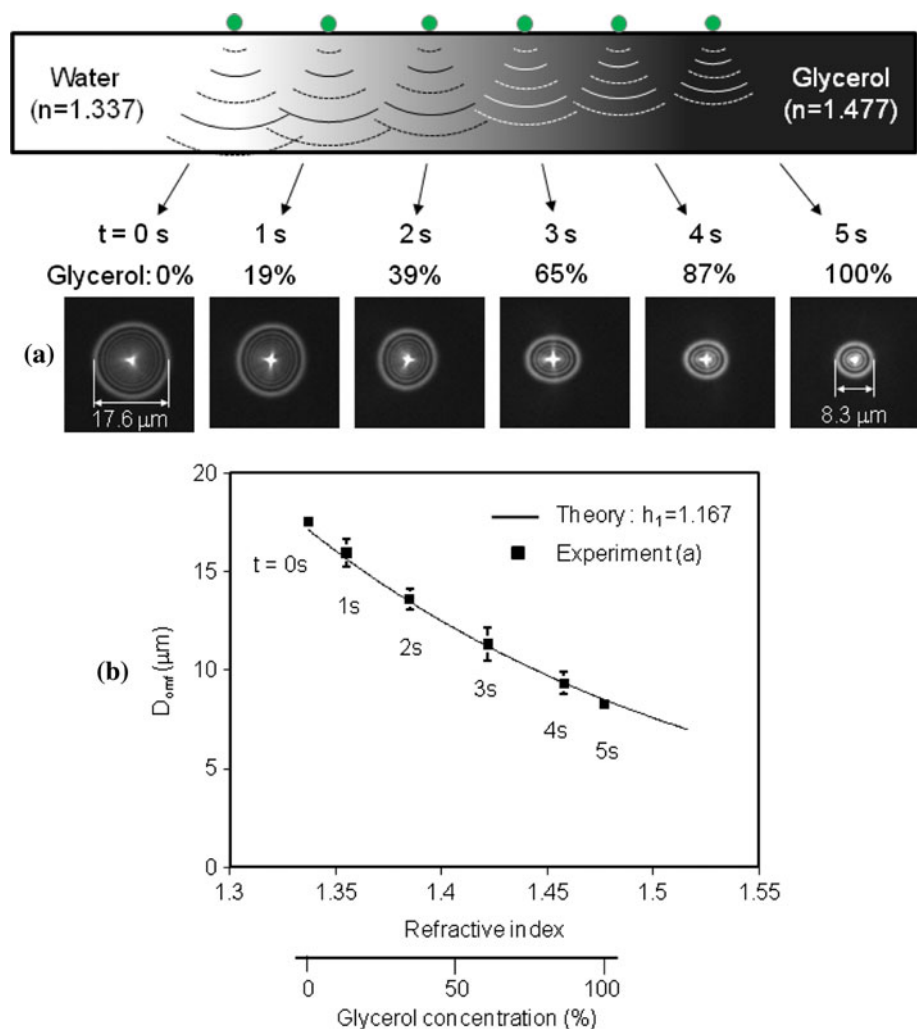 Water
(n=1.337)
Glycerol
(n=1.477)
t = 0 s 1 s 2 s 3 s 4 s 5 s
Glycerol: 0% 19% 39% 65% 87% 100%
(a)
17.6 μm 8.3 μm
(b)
D_omf (μm)
20
15
10
5
0
Theory : h₁=1.167
Experiment (a)
t = 0s
1s
2s
3s
4s
5s
1.3 1.35 1.4 1.45 1.5 1.55
Refractive index
0 50 100
Glycerol concentration (%)